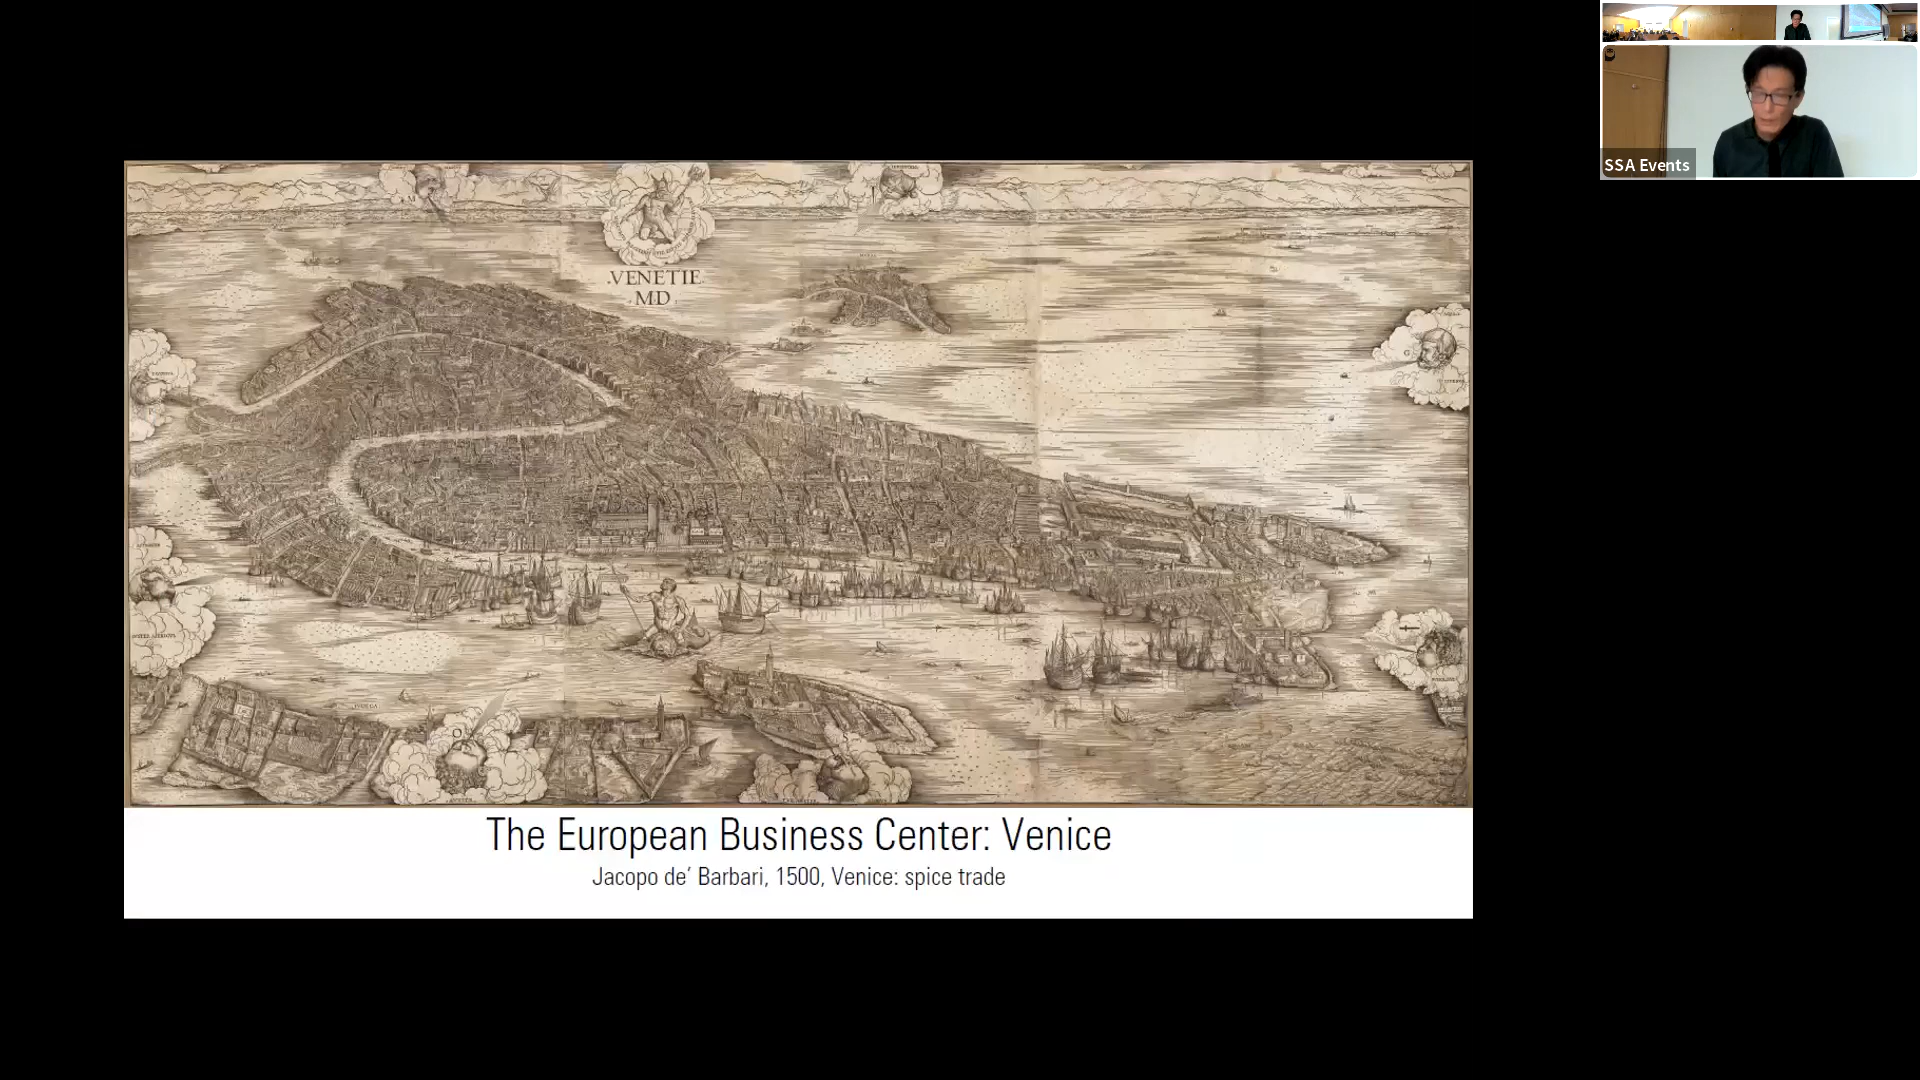 SSA Events
VENETIE
MD
The European Business Center: Venice
Jacopo de' Barbari, 1500, Venice: spice trade